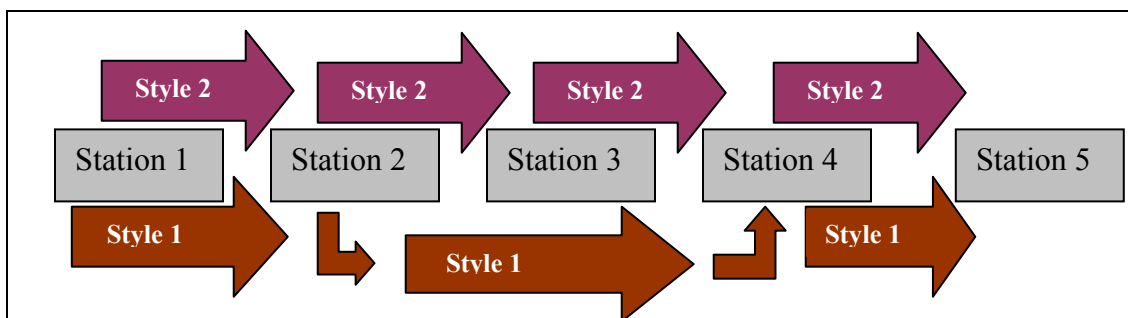 Style 2 Style 2 Style 2 Style 2
Station 1 Station 2 Station 3 Station 4 Station 5
Style 1 Style 1 Style 1